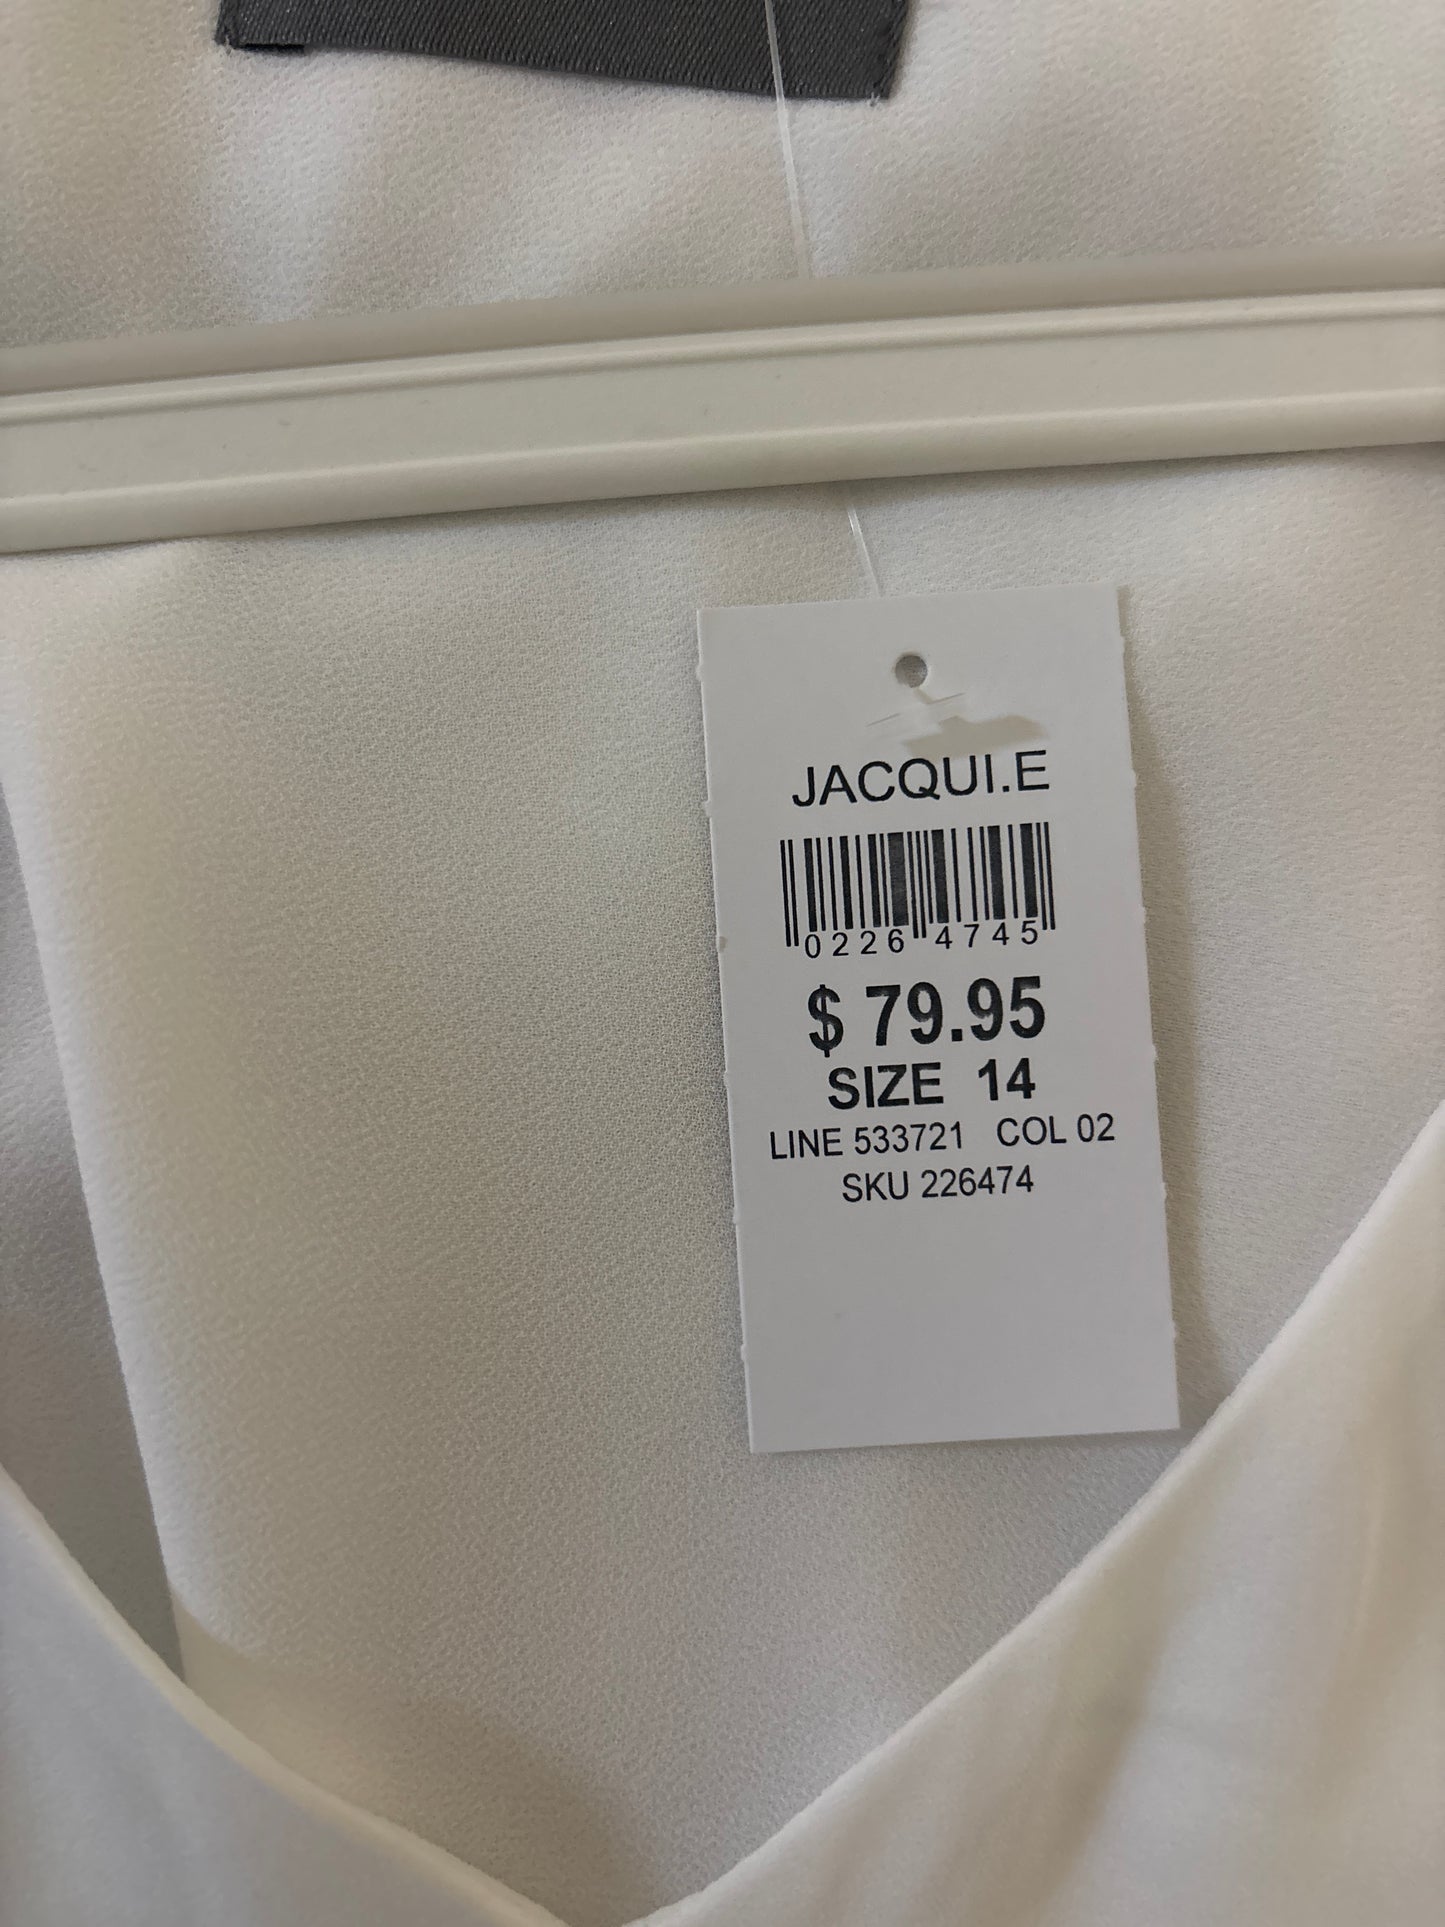 JACQUI.E
0226 4745
$ 79.95
SIZE 14
LINE 533721 COL 02
SKU 226474